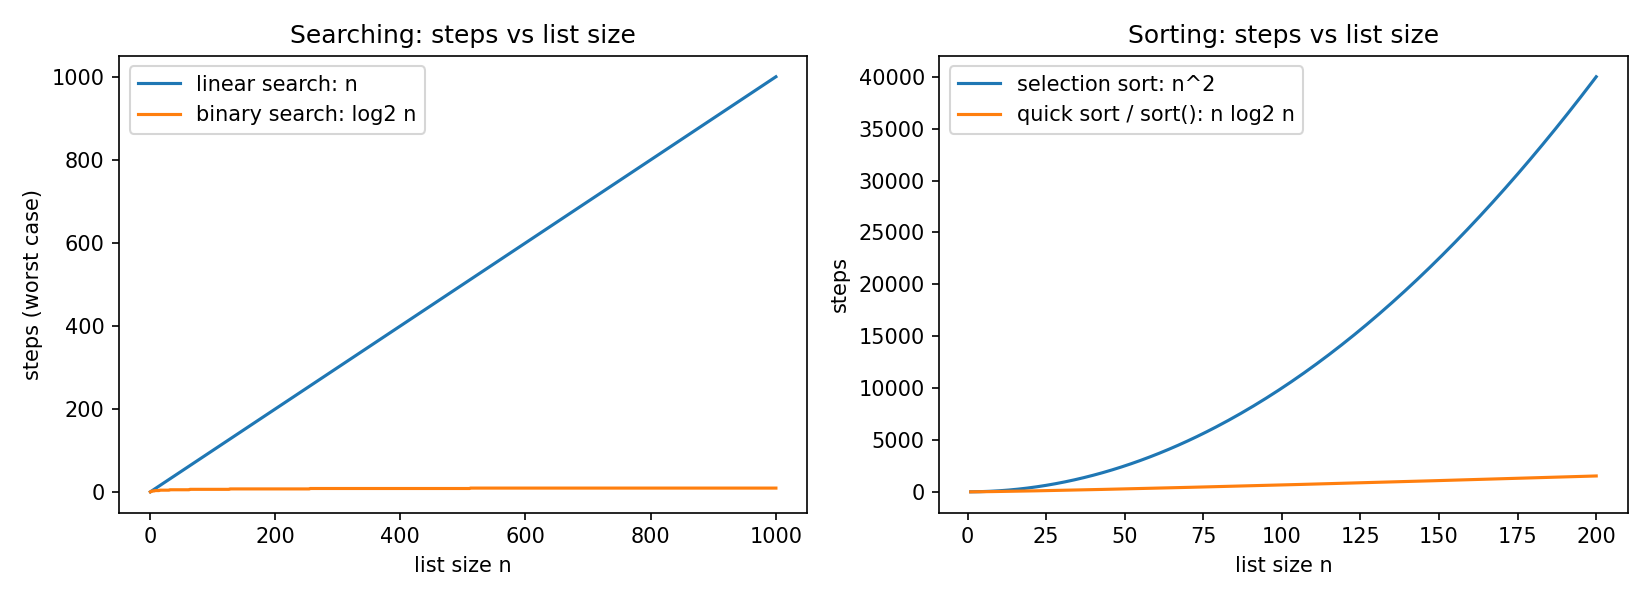 Searching: steps vs list size
linear search: n
binary search: log2 n
1000
800
600
400
200
0
steps (worst case)
0 200 400 600 800 1000
list size n
Sorting: steps vs list size
selection sort: n^2
quick sort / sort(): n log2 n
40000
35000
30000
25000
20000
15000
10000
5000
0
steps
0 25 50 75 100 125 150 175 200
list size n